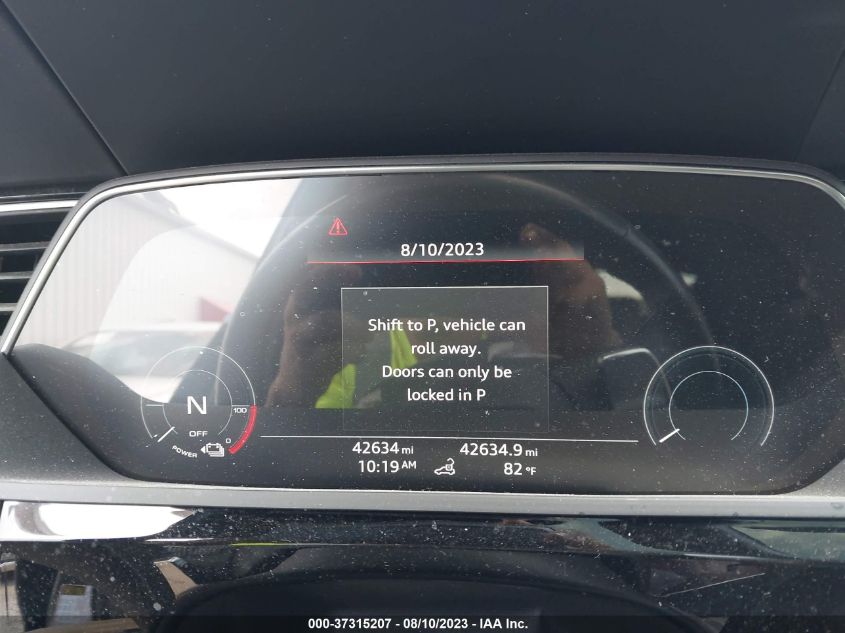 8/10/2023
Shift to P, vehicle can
roll away.
Doors can only be
locked in P
N
100
OFF
0
POWER
42634 mi
42634.9 mi
10:19 AM
82 °F
000-37315207 - 08/10/2023 - IAA Inc.